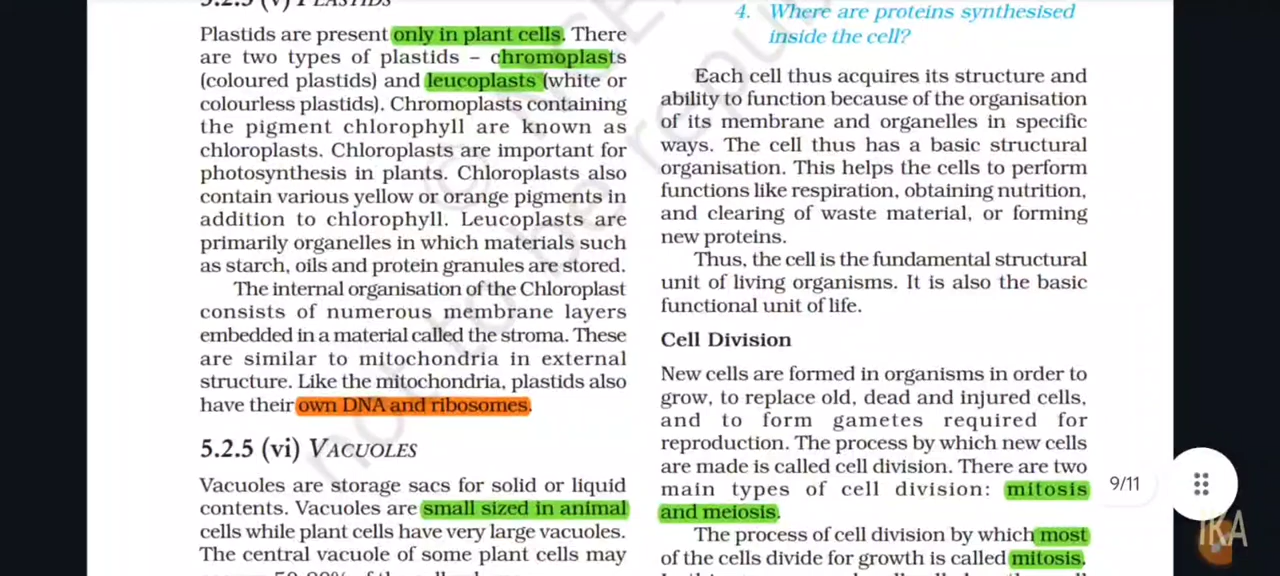 5.2.5 (v) PLASTIDS
Plastids are present only in plant cells. There
are two types of plastids – chromoplasts
(coloured plastids) and leucoplasts (white or
colourless plastids). Chromoplasts containing
the pigment chlorophyll are known as
chloroplasts. Chloroplasts are important for
photosynthesis in plants. Chloroplasts also
contain various yellow or orange pigments in
addition to chlorophyll. Leucoplasts are
primarily organelles in which materials such
as starch, oils and protein granules are stored.
The internal organisation of the Chloroplast
consists of numerous membrane layers
embedded in a material called the stroma. These
are similar to mitochondria in external
structure. Like the mitochondria, plastids also
have their own DNA and ribosomes.
5.2.5 (vi) VACUOLES
Vacuoles are storage sacs for solid or liquid
contents. Vacuoles are small sized in animal
cells while plant cells have very large vacuoles.
The central vacuole of some plant cells may
4. Where are proteins synthesised
inside the cell?
Each cell thus acquires its structure and
ability to function because of the organisation
of its membrane and organelles in specific
ways. The cell thus has a basic structural
organisation. This helps the cells to perform
functions like respiration, obtaining nutrition,
and clearing of waste material, or forming
new proteins.
Thus, the cell is the fundamental structural
unit of living organisms. It is also the basic
functional unit of life.
Cell Division
New cells are formed in organisms in order to
grow, to replace old, dead and injured cells,
and to form gametes required for
reproduction. The process by which new cells
are made is called cell division. There are two
main types of cell division: mitosis
and meiosis.
The process of cell division by which most
of the cells divide for growth is called mitosis.
9/11
IKA
not to be repub
©